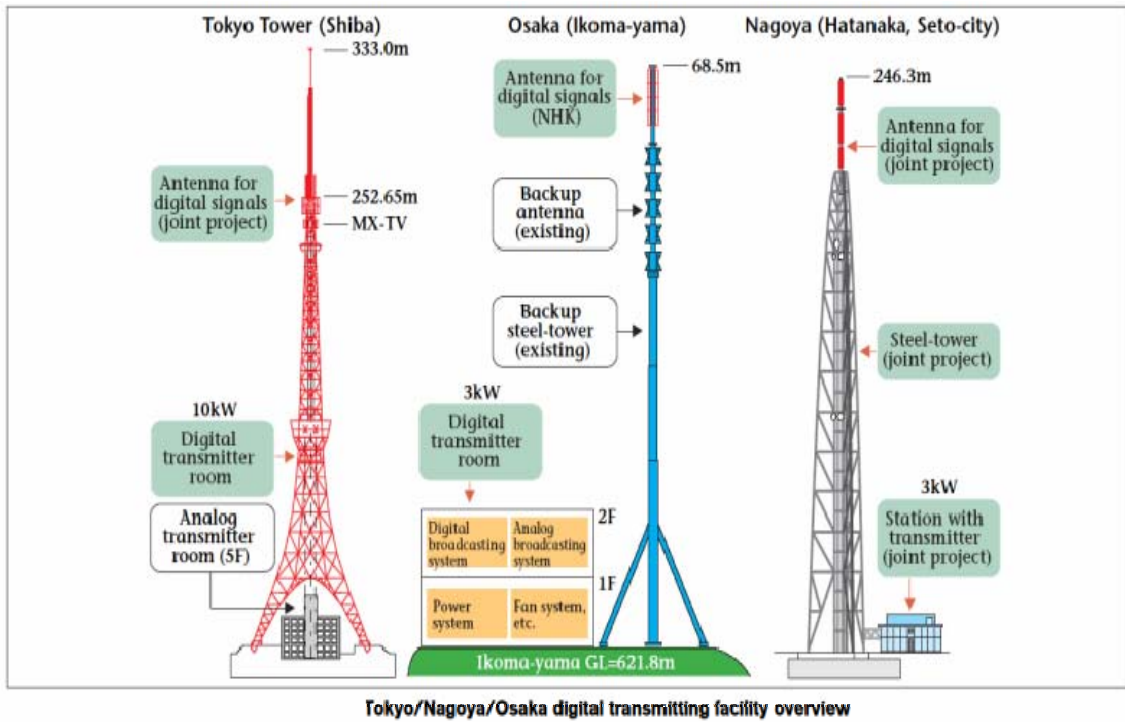 Tokyo Tower (Shiba)
333.0m
Antenna for
digital signals
(joint project)
252.65m
MX-TV
10kW
Digital
transmitter
room
Analog
transmitter
room (5F)
Osaka (Ikoma-yama)
68.5m
Antenna for
digital signals
(NHK)
Backup
antenna
(existing)
Backup
steel-tower
(existing)
3kW
Digital
transmitter
room
2F
Digital
broadcasting
system
Analog
broadcasting
system
1F
Power
system
Fan system,
etc.
Ikoma-yama GL=621.8m
Nagoya (Hatanaka, Seto-city)
246.3m
Antenna for
digital signals
(joint project)
Steel-tower
(joint project)
3kW
Station with
transmitter
(joint project)
Tokyo/Nagoya/Osaka digital transmitting facility overview